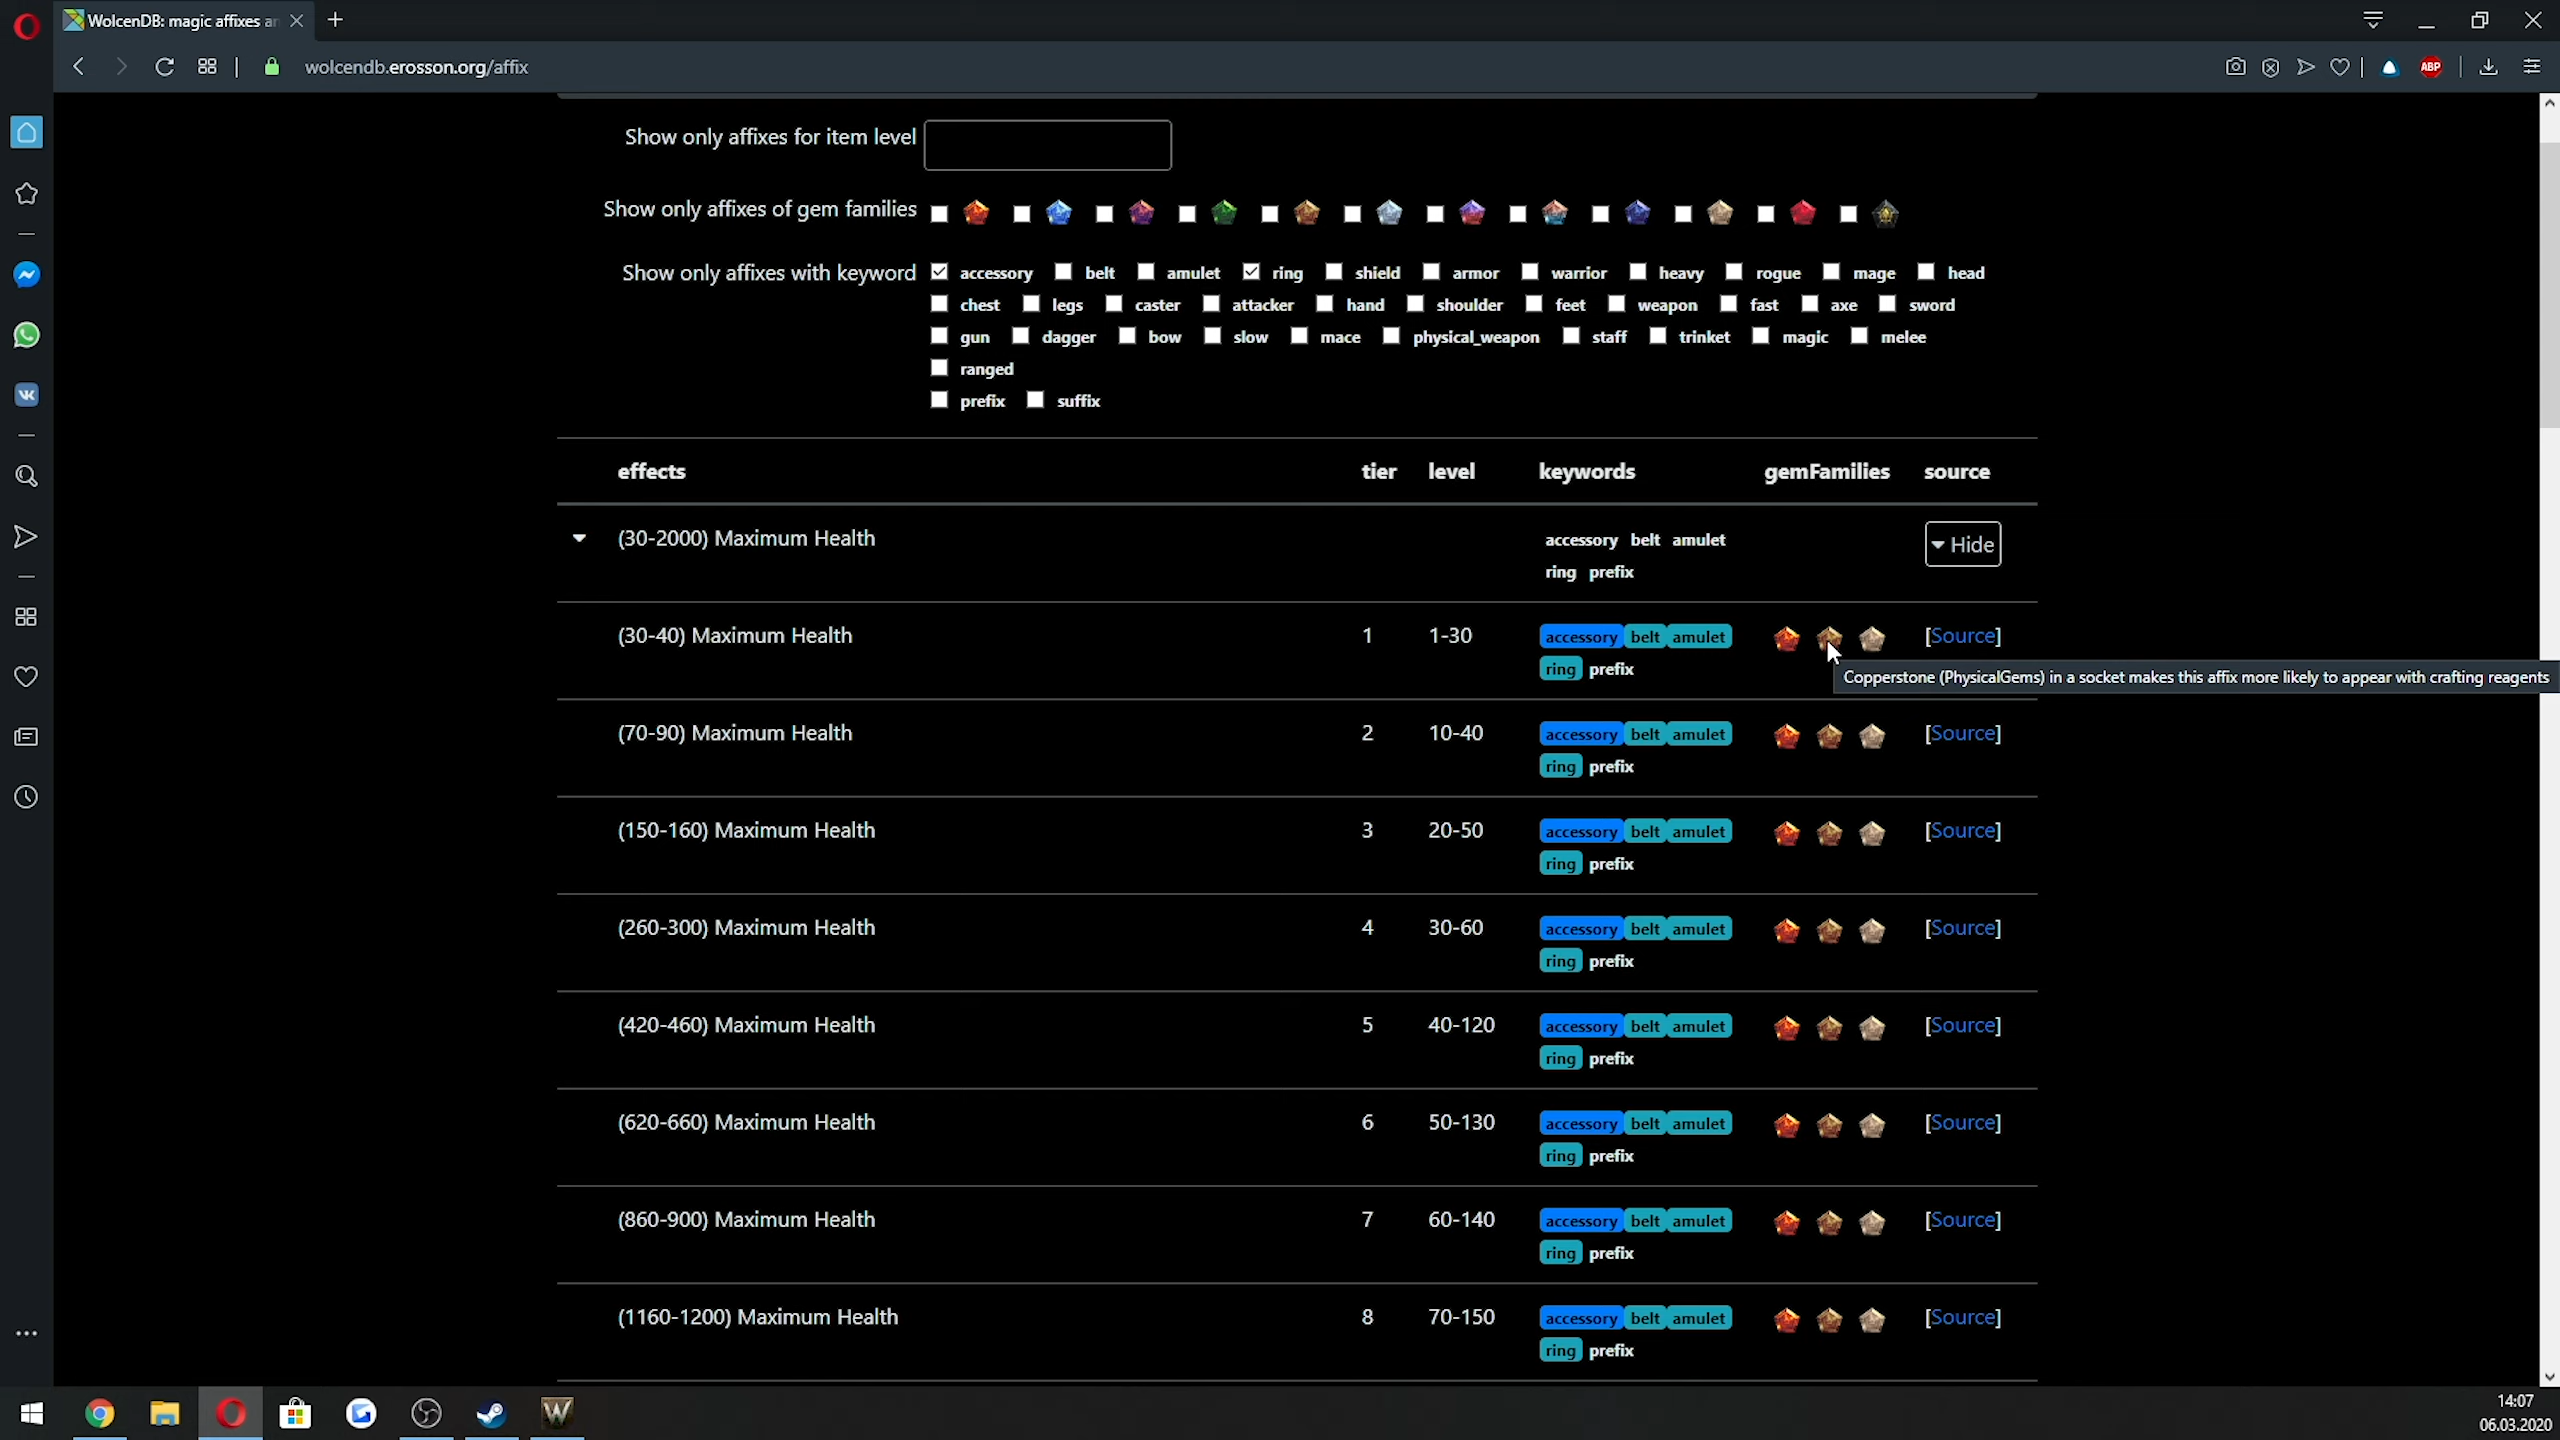 WolcenDB: magic affixes ar
wolcendb.erosson.org/affix
ABP
Show only affixes for item level
Show only affixes of gem families
Show only affixes with keyword accessory belt amulet ring shield armor warrior heavy rogue mage head
chest legs caster attacker hand shoulder feet weapon fast axe sword
gun dagger bow slow mace physical_weapon staff trinket magic melee
ranged
prefix suffix
effects tier level keywords gemFamilies source
(30-2000) Maximum Health accessory belt amulet Hide
ring prefix
(30-40) Maximum Health 1 1-30 accessory belt amulet [Source]
ring prefix
Copperstone (PhysicalGems) in a socket makes this affix more likely to appear with crafting reagents
(70-90) Maximum Health 2 10-40 accessory belt amulet [Source]
ring prefix
(150-160) Maximum Health 3 20-50 accessory belt amulet [Source]
ring prefix
(260-300) Maximum Health 4 30-60 accessory belt amulet [Source]
ring prefix
(420-460) Maximum Health 5 40-120 accessory belt amulet [Source]
ring prefix
(620-660) Maximum Health 6 50-130 accessory belt amulet [Source]
ring prefix
(860-900) Maximum Health 7 60-140 accessory belt amulet [Source]
ring prefix
(1160-1200) Maximum Health 8 70-150 accessory belt amulet [Source]
ring prefix
14:07
06.03.2020